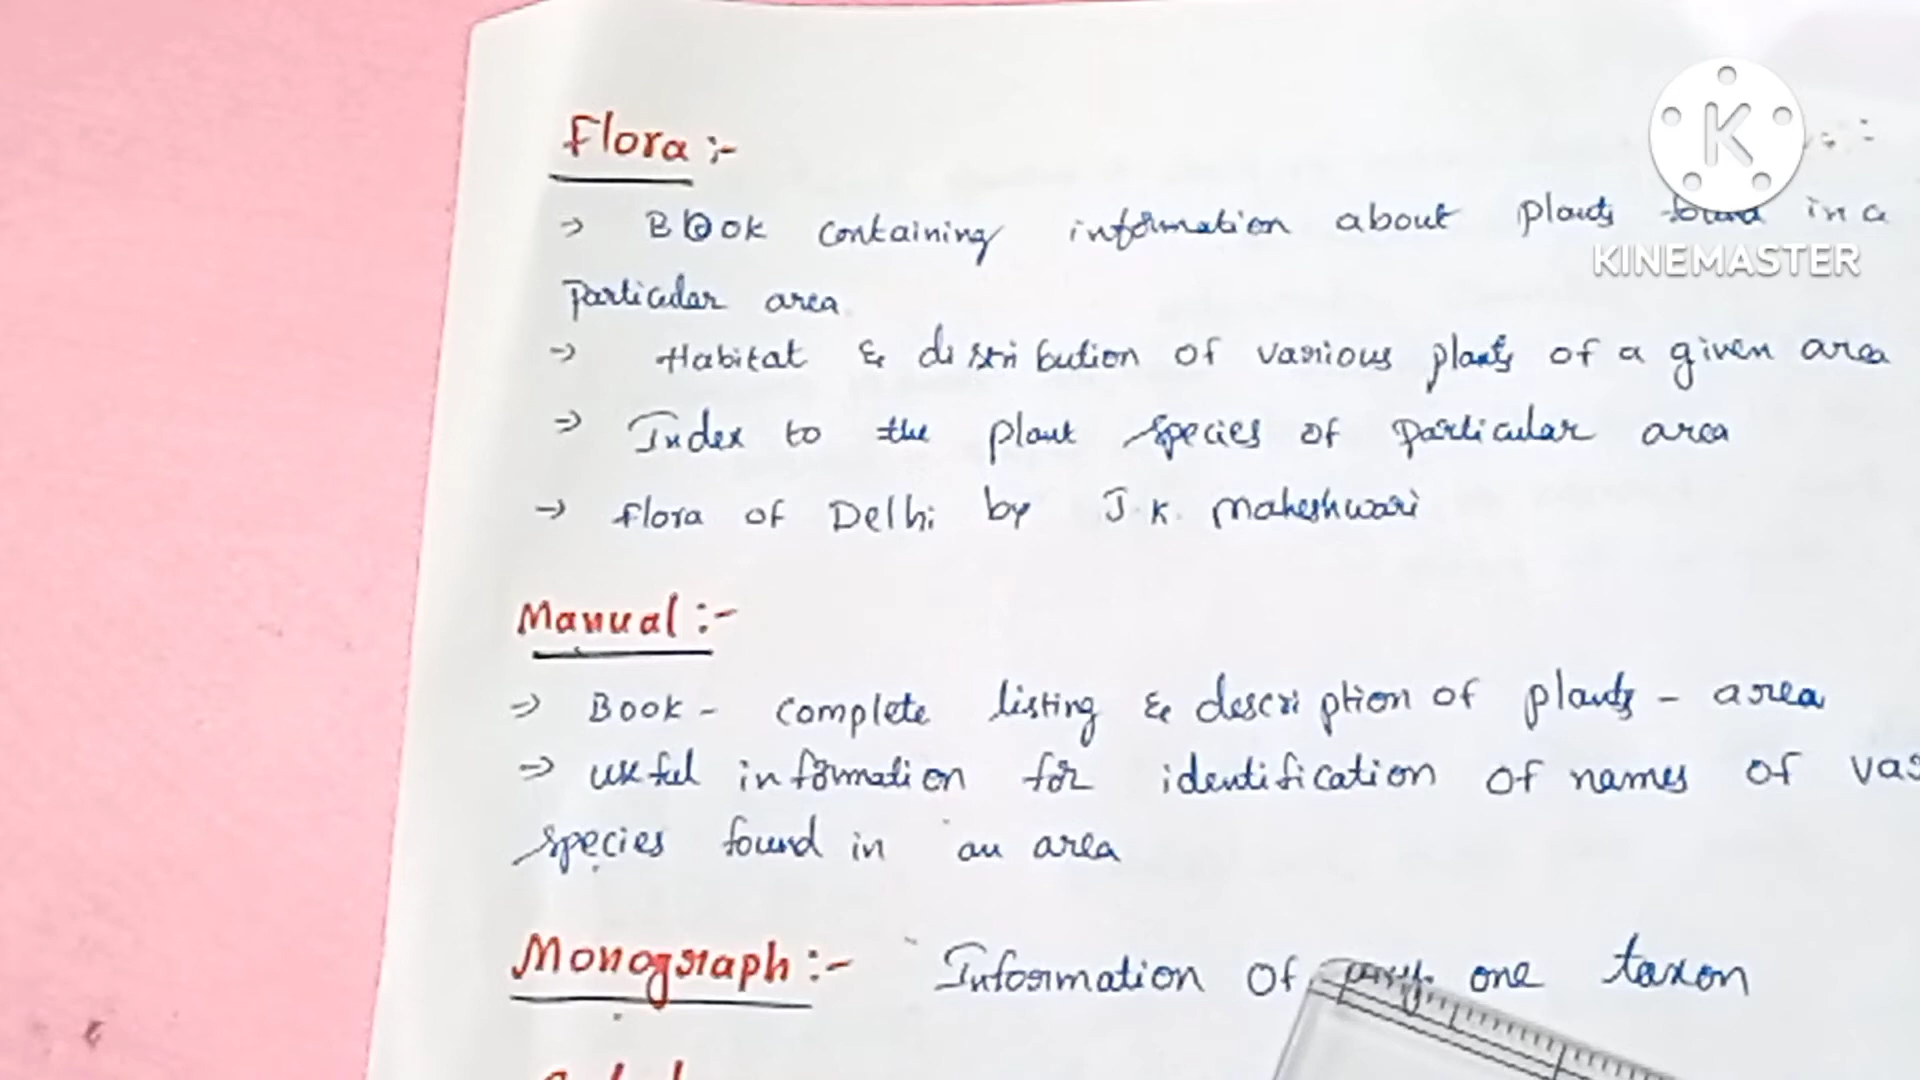 Flora :-
→ Book containing information about plants found in a
K
KINEMASTER
particular area
→ Habitat & distribution of various plants of a given area
→ Index to the plant species of particular area
→ flora of Delhi by J.K. Maheshwari
Manual :-
→ Book - complete listing & description of plants - area
→ useful information for identification of names of
species found in an area
Monograph :- Information of any one taxon